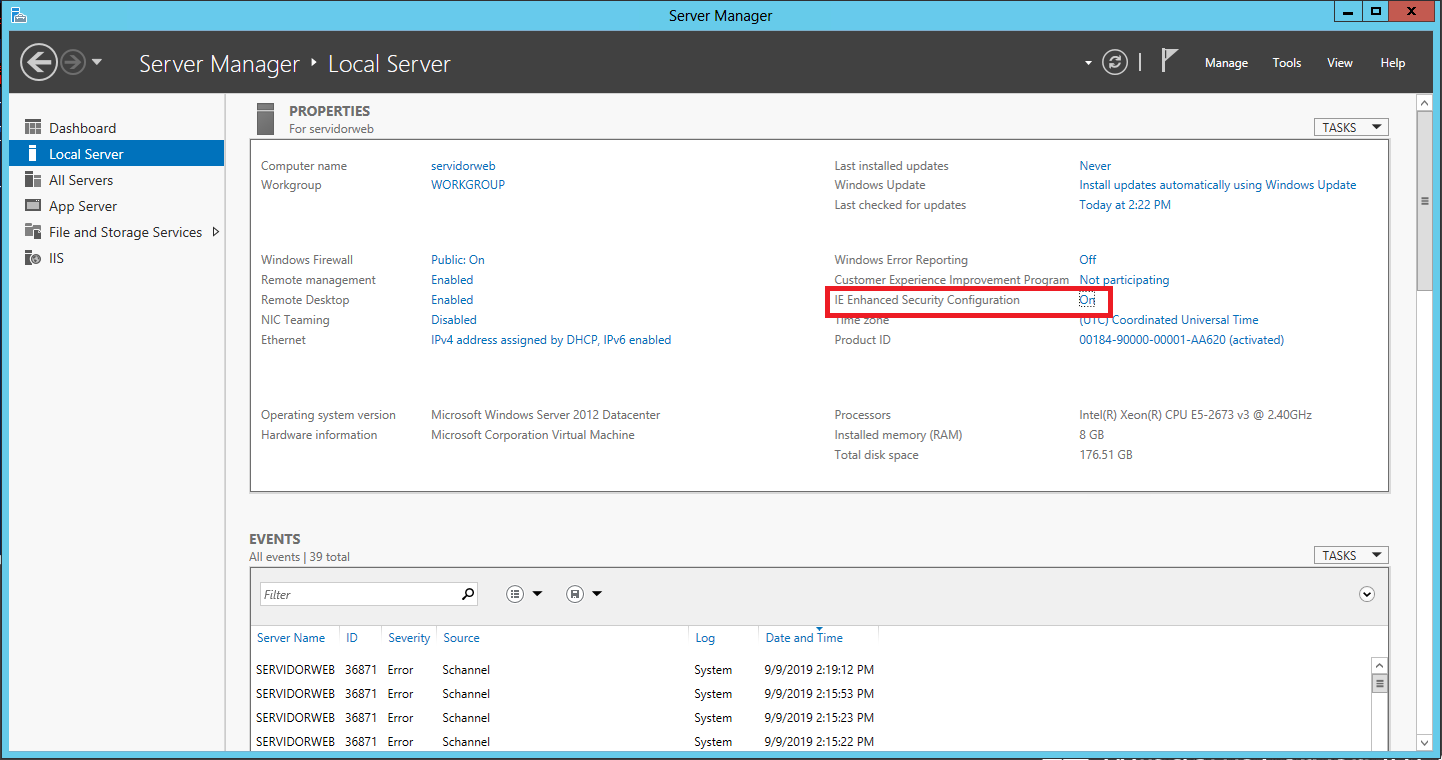 Server Manager
Server Manager ‣ Local Server
Manage Tools View Help
Dashboard
Local Server
All Servers
App Server
File and Storage Services
IIS
PROPERTIES
For servidorweb
TASKS
Computer name servidorweb Last installed updates Never
Workgroup WORKGROUP Windows Update Install updates automatically using Windows Update
Last checked for updates Today at 2:22 PM
Windows Firewall Public: On Windows Error Reporting Off
Remote management Enabled Customer Experience Improvement Program Not participating
Remote Desktop Enabled IE Enhanced Security Configuration On
NIC Teaming Disabled Time zone (UTC) Coordinated Universal Time
Ethernet IPv4 address assigned by DHCP, IPv6 enabled Product ID 00184-90000-00001-AA620 (activated)
Operating system version Microsoft Windows Server 2012 Datacenter Processors Intel(R) Xeon(R) CPU E5-2673 v3 @ 2.40GHz
Hardware information Microsoft Corporation Virtual Machine Installed memory (RAM) 8 GB
Total disk space 176.51 GB
EVENTS
All events | 39 total
TASKS
Filter
Server Name ID Severity Source Log Date and Time
SERVIDORWEB 36871 Error Schannel System 9/9/2019 2:19:12 PM
SERVIDORWEB 36871 Error Schannel System 9/9/2019 2:15:53 PM
SERVIDORWEB 36871 Error Schannel System 9/9/2019 2:15:23 PM
SERVIDORWEB 36871 Error Schannel System 9/9/2019 2:15:22 PM